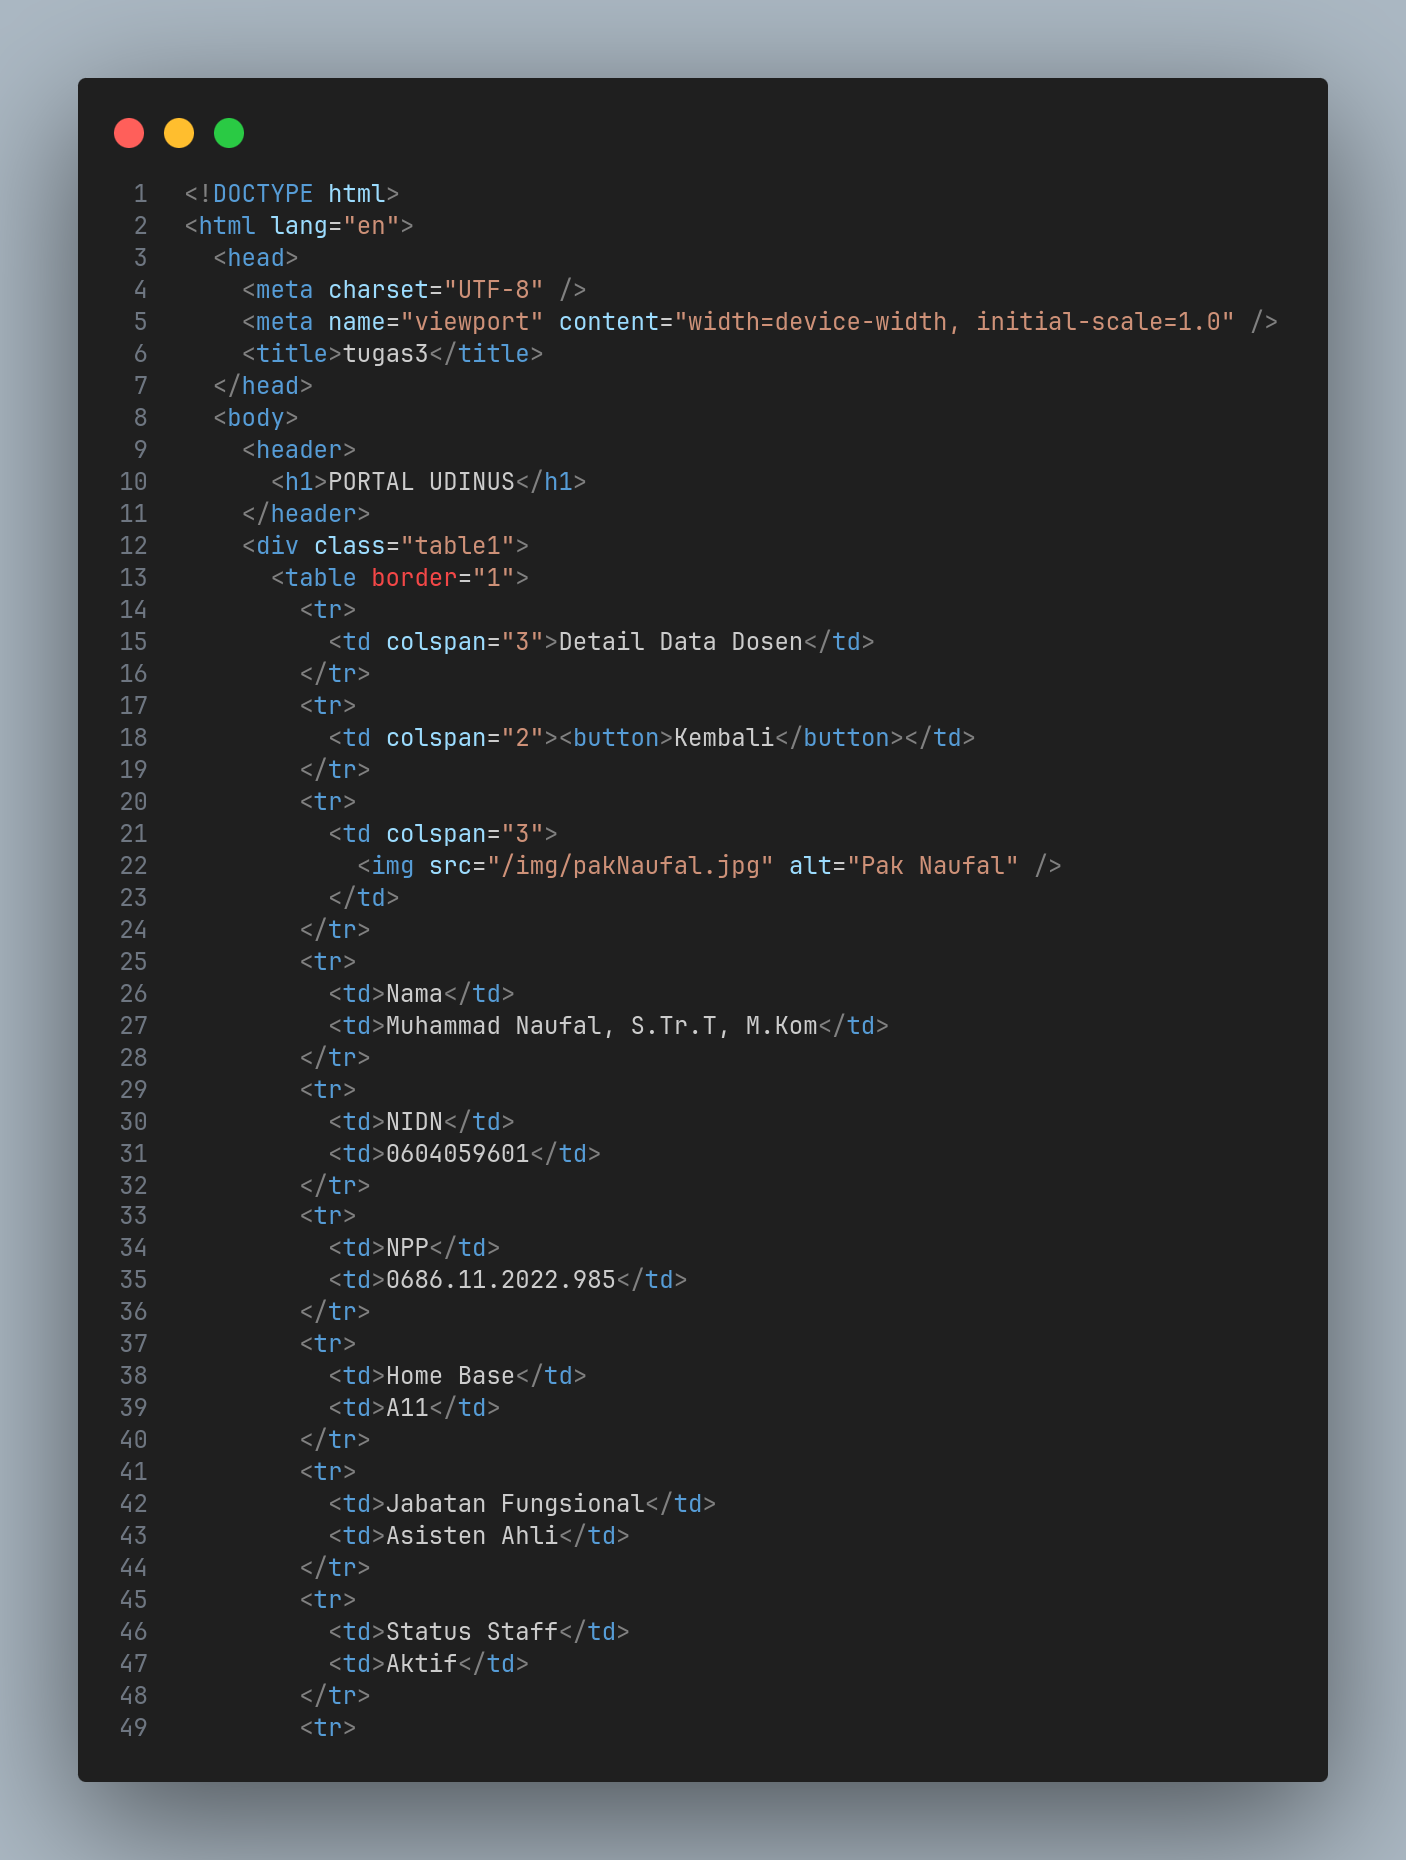 1 <!DOCTYPE html>
2 <html lang="en">
3   <head>
4     <meta charset="UTF-8" />
5     <meta name="viewport" content="width=device-width, initial-scale=1.0" />
6     <title>tugas3</title>
7   </head>
8   <body>
9     <header>
10       <h1>PORTAL UDINUS</h1>
11     </header>
12     <div class="table1">
13       <table border="1">
14         <tr>
15           <td colspan="3">Detail Data Dosen</td>
16         </tr>
17         <tr>
18           <td colspan="2"><button>Kembali</button></td>
19         </tr>
20         <tr>
21           <td colspan="3">
22             <img src="/img/pakNaufal.jpg" alt="Pak Naufal" />
23           </td>
24         </tr>
25         <tr>
26           <td>Nama</td>
27           <td>Muhammad Naufal, S.Tr.T, M.Kom</td>
28         </tr>
29         <tr>
30           <td>NIDN</td>
31           <td>0604059601</td>
32         </tr>
33         <tr>
34           <td>NPP</td>
35           <td>0686.11.2022.985</td>
36         </tr>
37         <tr>
38           <td>Home Base</td>
39           <td>A11</td>
40         </tr>
41         <tr>
42           <td>Jabatan Fungsional</td>
43           <td>Asisten Ahli</td>
44         </tr>
45         <tr>
46           <td>Status Staff</td>
47           <td>Aktif</td>
48         </tr>
49         <tr>